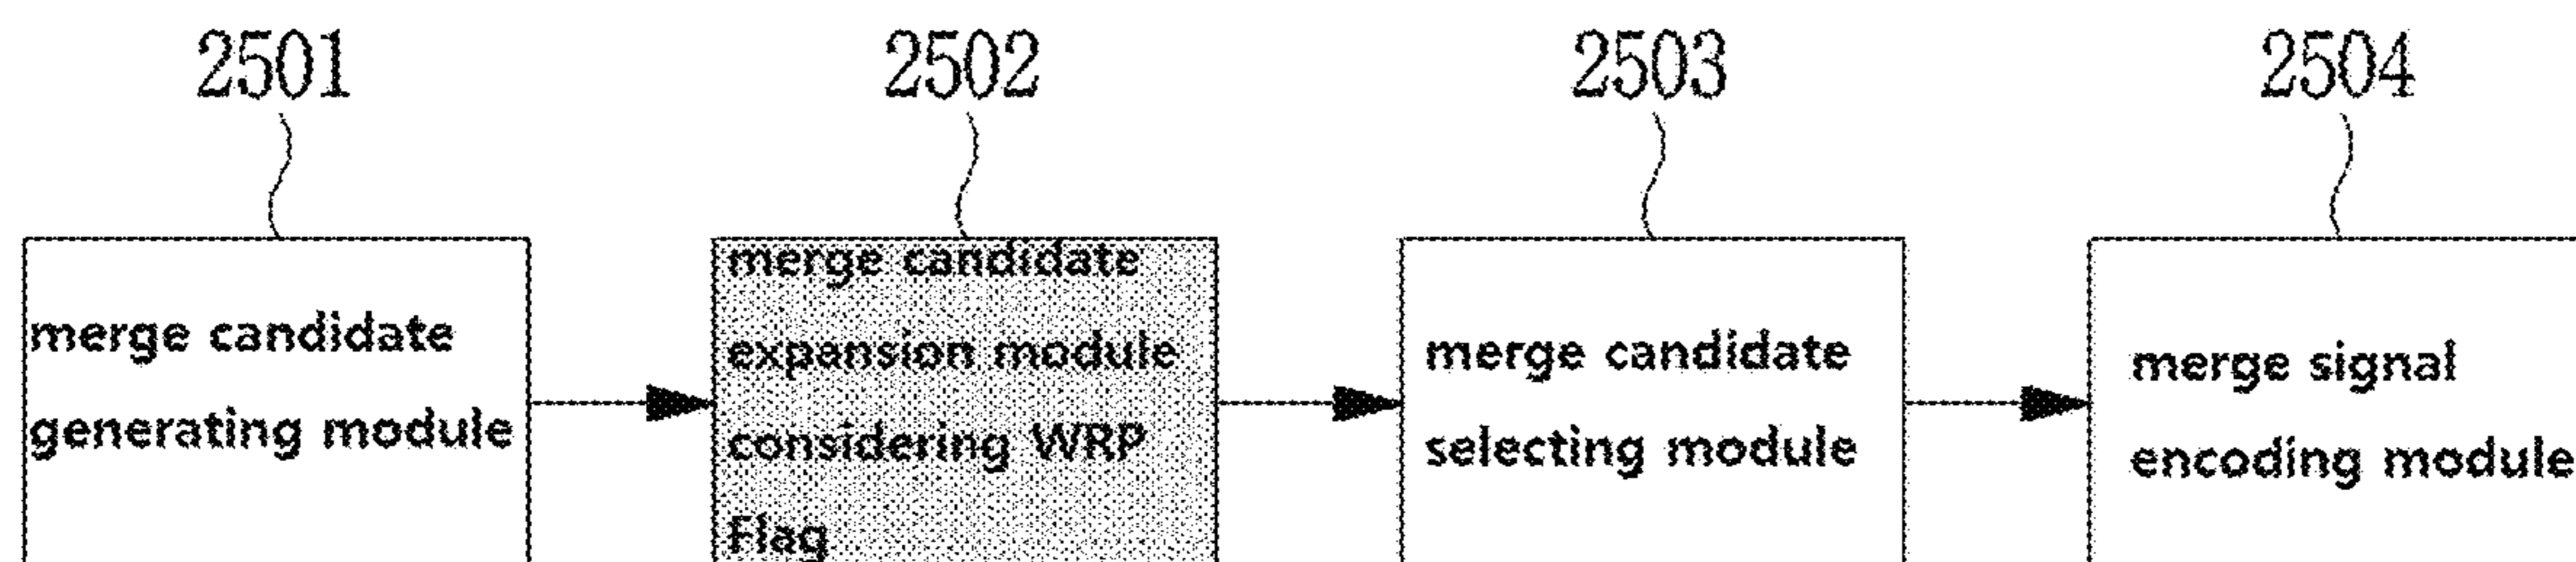 2501
2502
2503
2504
merge candidate
generating module
merge candidate
expansion module
considering WRP
Flag
merge candidate
selecting module
merge signal
encoding module